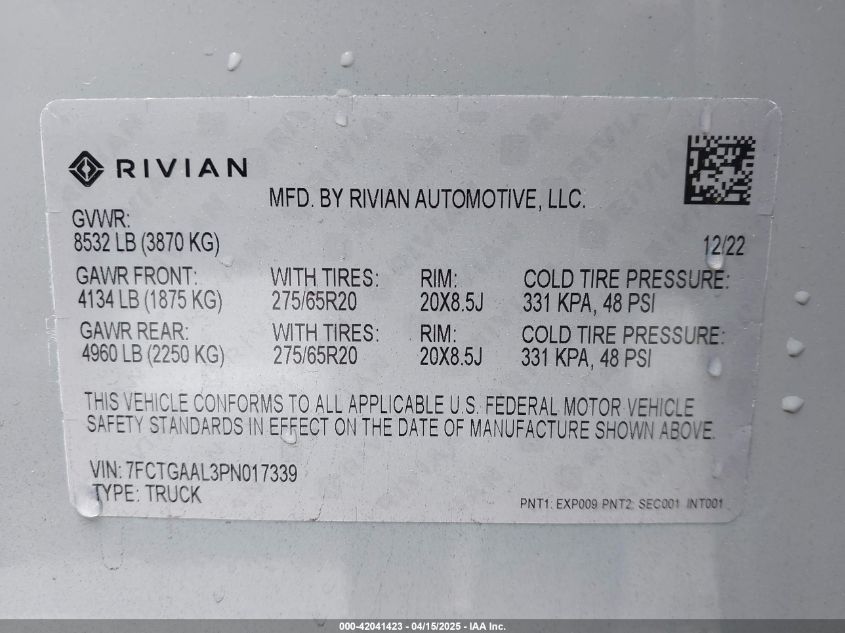 RIVIAN
MFD. BY RIVIAN AUTOMOTIVE, LLC.
GVWR:
8532 LB (3870 KG)
12/22
GAWR FRONT: WITH TIRES: RIM: COLD TIRE PRESSURE:
4134 LB (1875 KG) 275/65R20 20X8.5J 331 KPA, 48 PSI
GAWR REAR: WITH TIRES: RIM: COLD TIRE PRESSURE:
4960 LB (2250 KG) 275/65R20 20X8.5J 331 KPA, 48 PSI
THIS VEHICLE CONFORMS TO ALL APPLICABLE U.S. FEDERAL MOTOR VEHICLE
SAFETY STANDARDS IN EFFECT ON THE DATE OF MANUFACTURE SHOWN ABOVE.
VIN: 7FCTGAAL3PN017339
TYPE: TRUCK
PNT1: EXP009 PNT2: SEC001 INT001
000-42041423 - 04/15/2025 - IAA Inc.